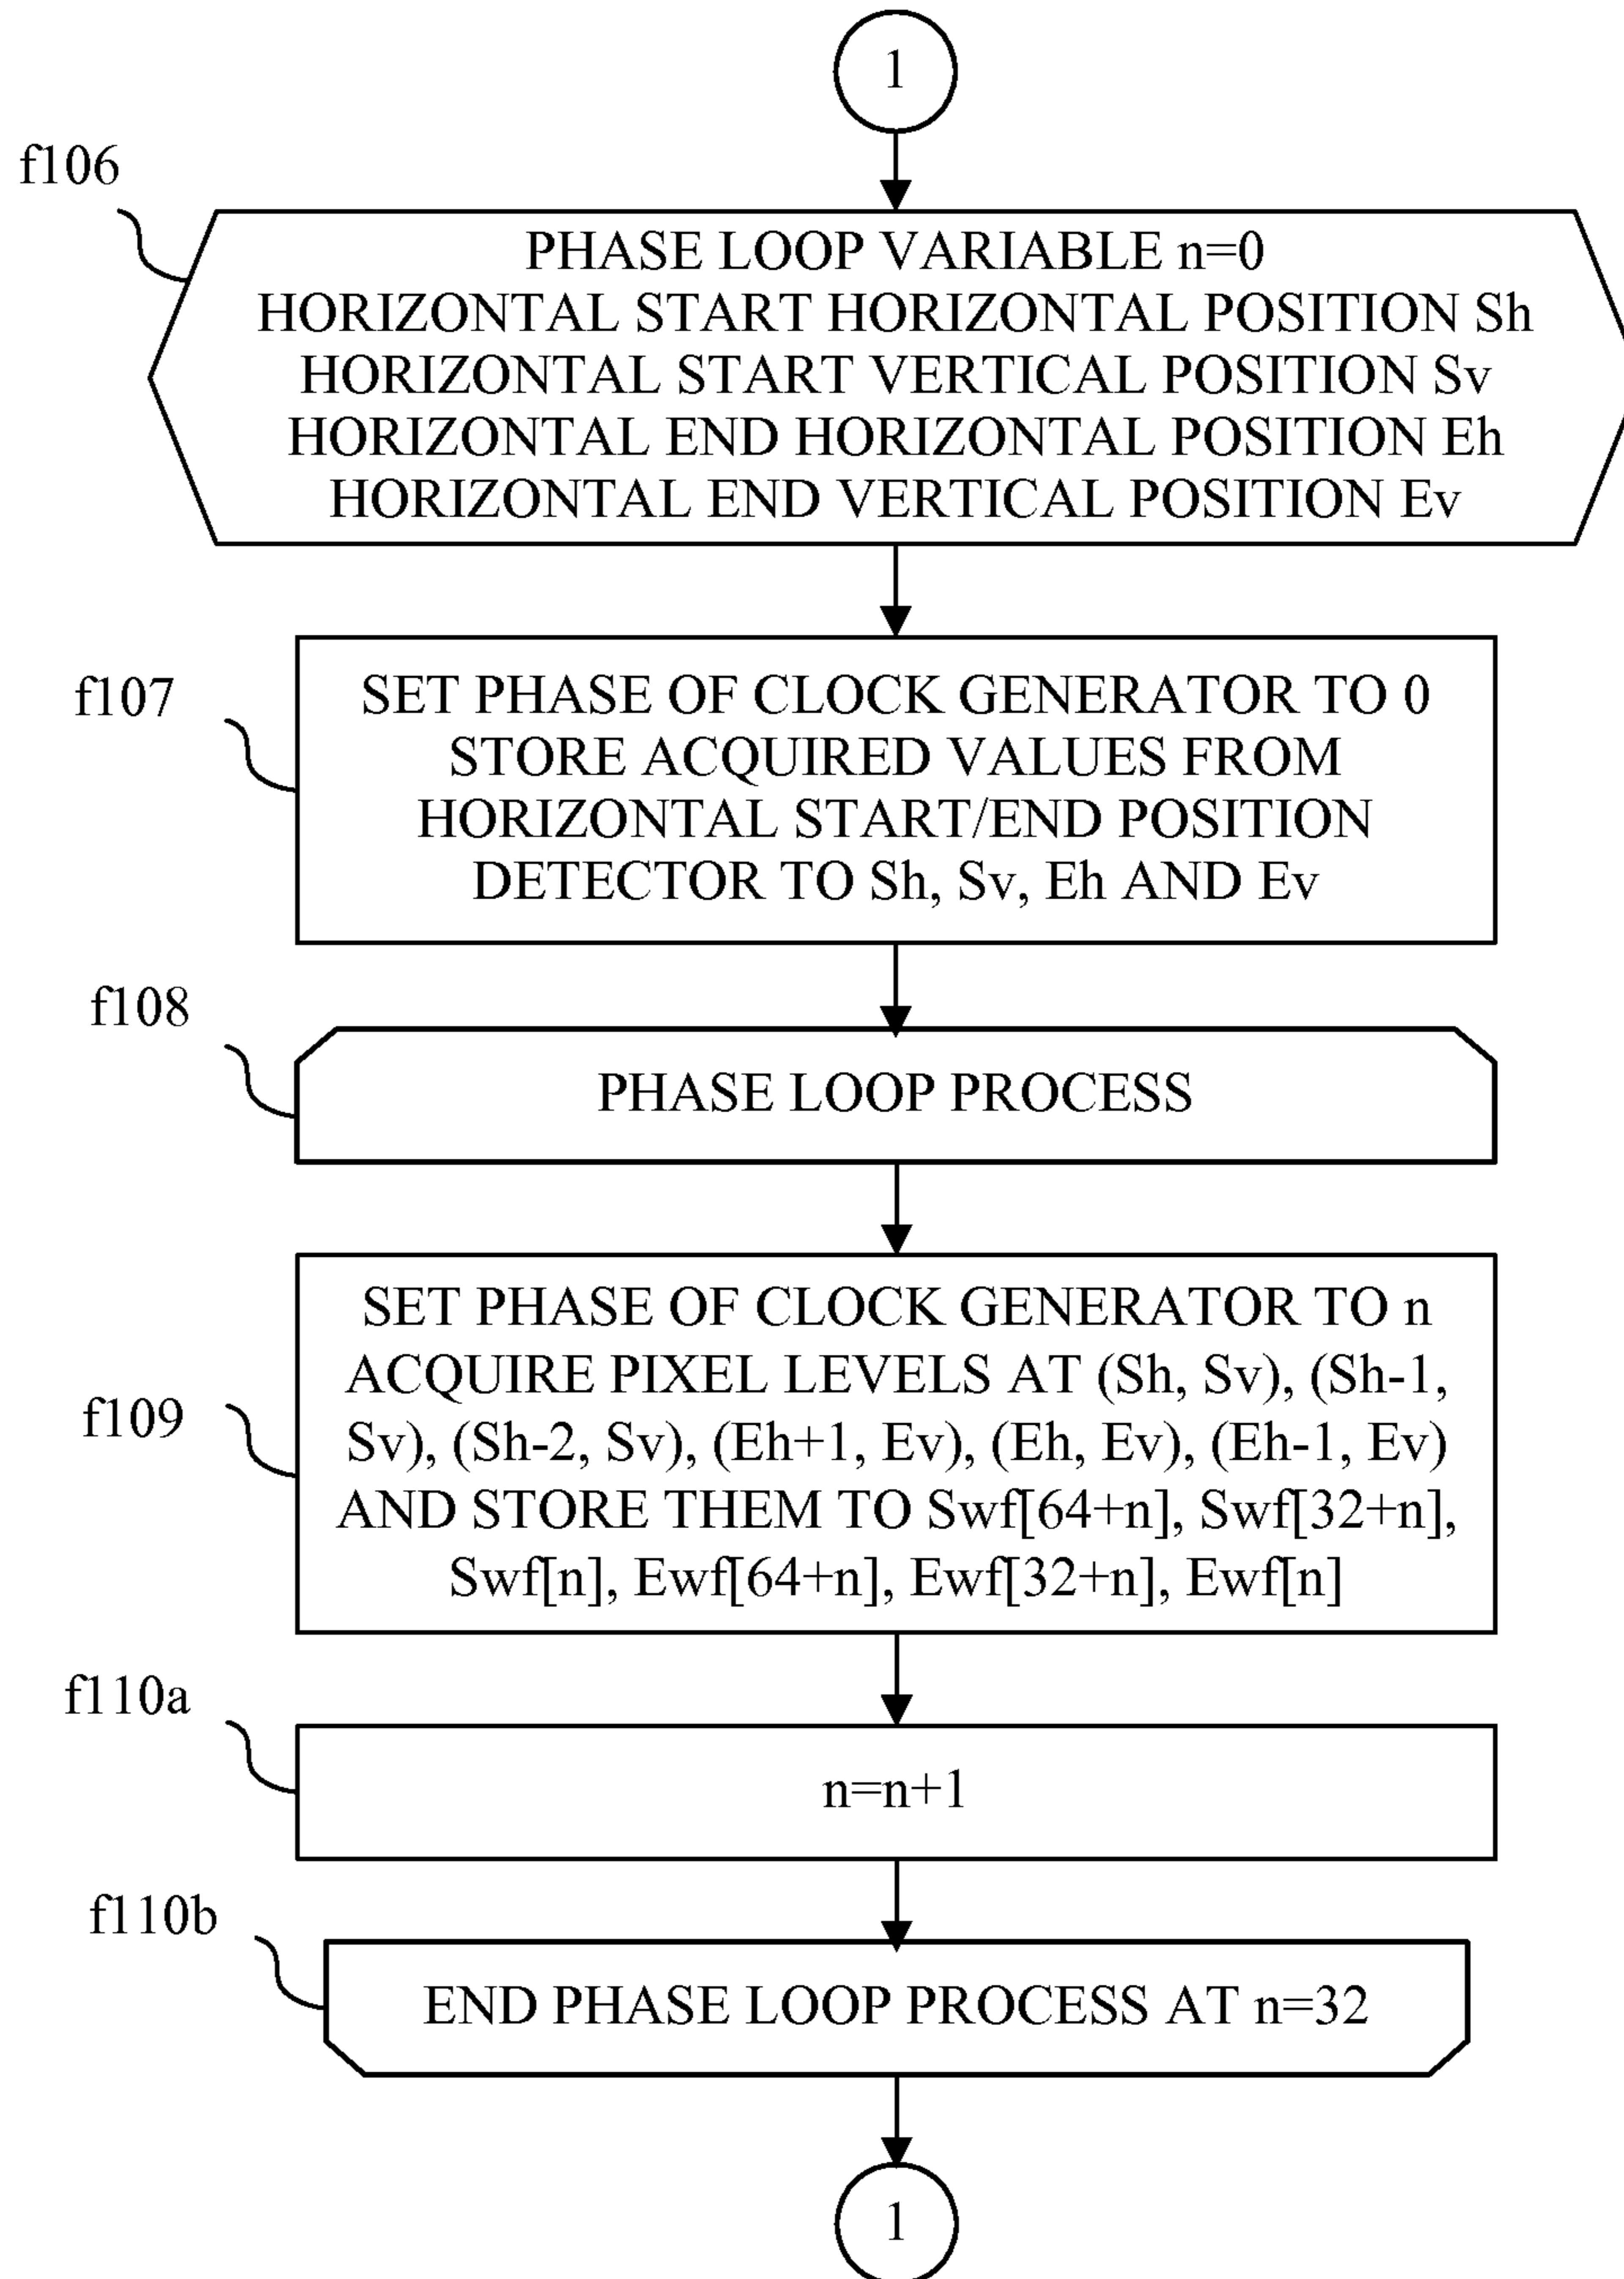 1
f106
PHASE LOOP VARIABLE n=0
HORIZONTAL START HORIZONTAL POSITION Sh
HORIZONTAL START VERTICAL POSITION Sv
HORIZONTAL END HORIZONTAL POSITION Eh
HORIZONTAL END VERTICAL POSITION Ev
f107
SET PHASE OF CLOCK GENERATOR TO 0
STORE ACQUIRED VALUES FROM
HORIZONTAL START/END POSITION
DETECTOR TO Sh, Sv, Eh AND Ev
f108
PHASE LOOP PROCESS
f109
SET PHASE OF CLOCK GENERATOR TO n
ACQUIRE PIXEL LEVELS AT (Sh, Sv), (Sh-1,
Sv), (Sh-2, Sv), (Eh+1, Ev), (Eh, Ev), (Eh-1, Ev)
AND STORE THEM TO Swf[64+n], Swf[32+n],
Swf[n], Ewf[64+n], Ewf[32+n], Ewf[n]
f110a
n=n+1
f110b
END PHASE LOOP PROCESS AT n=32
1